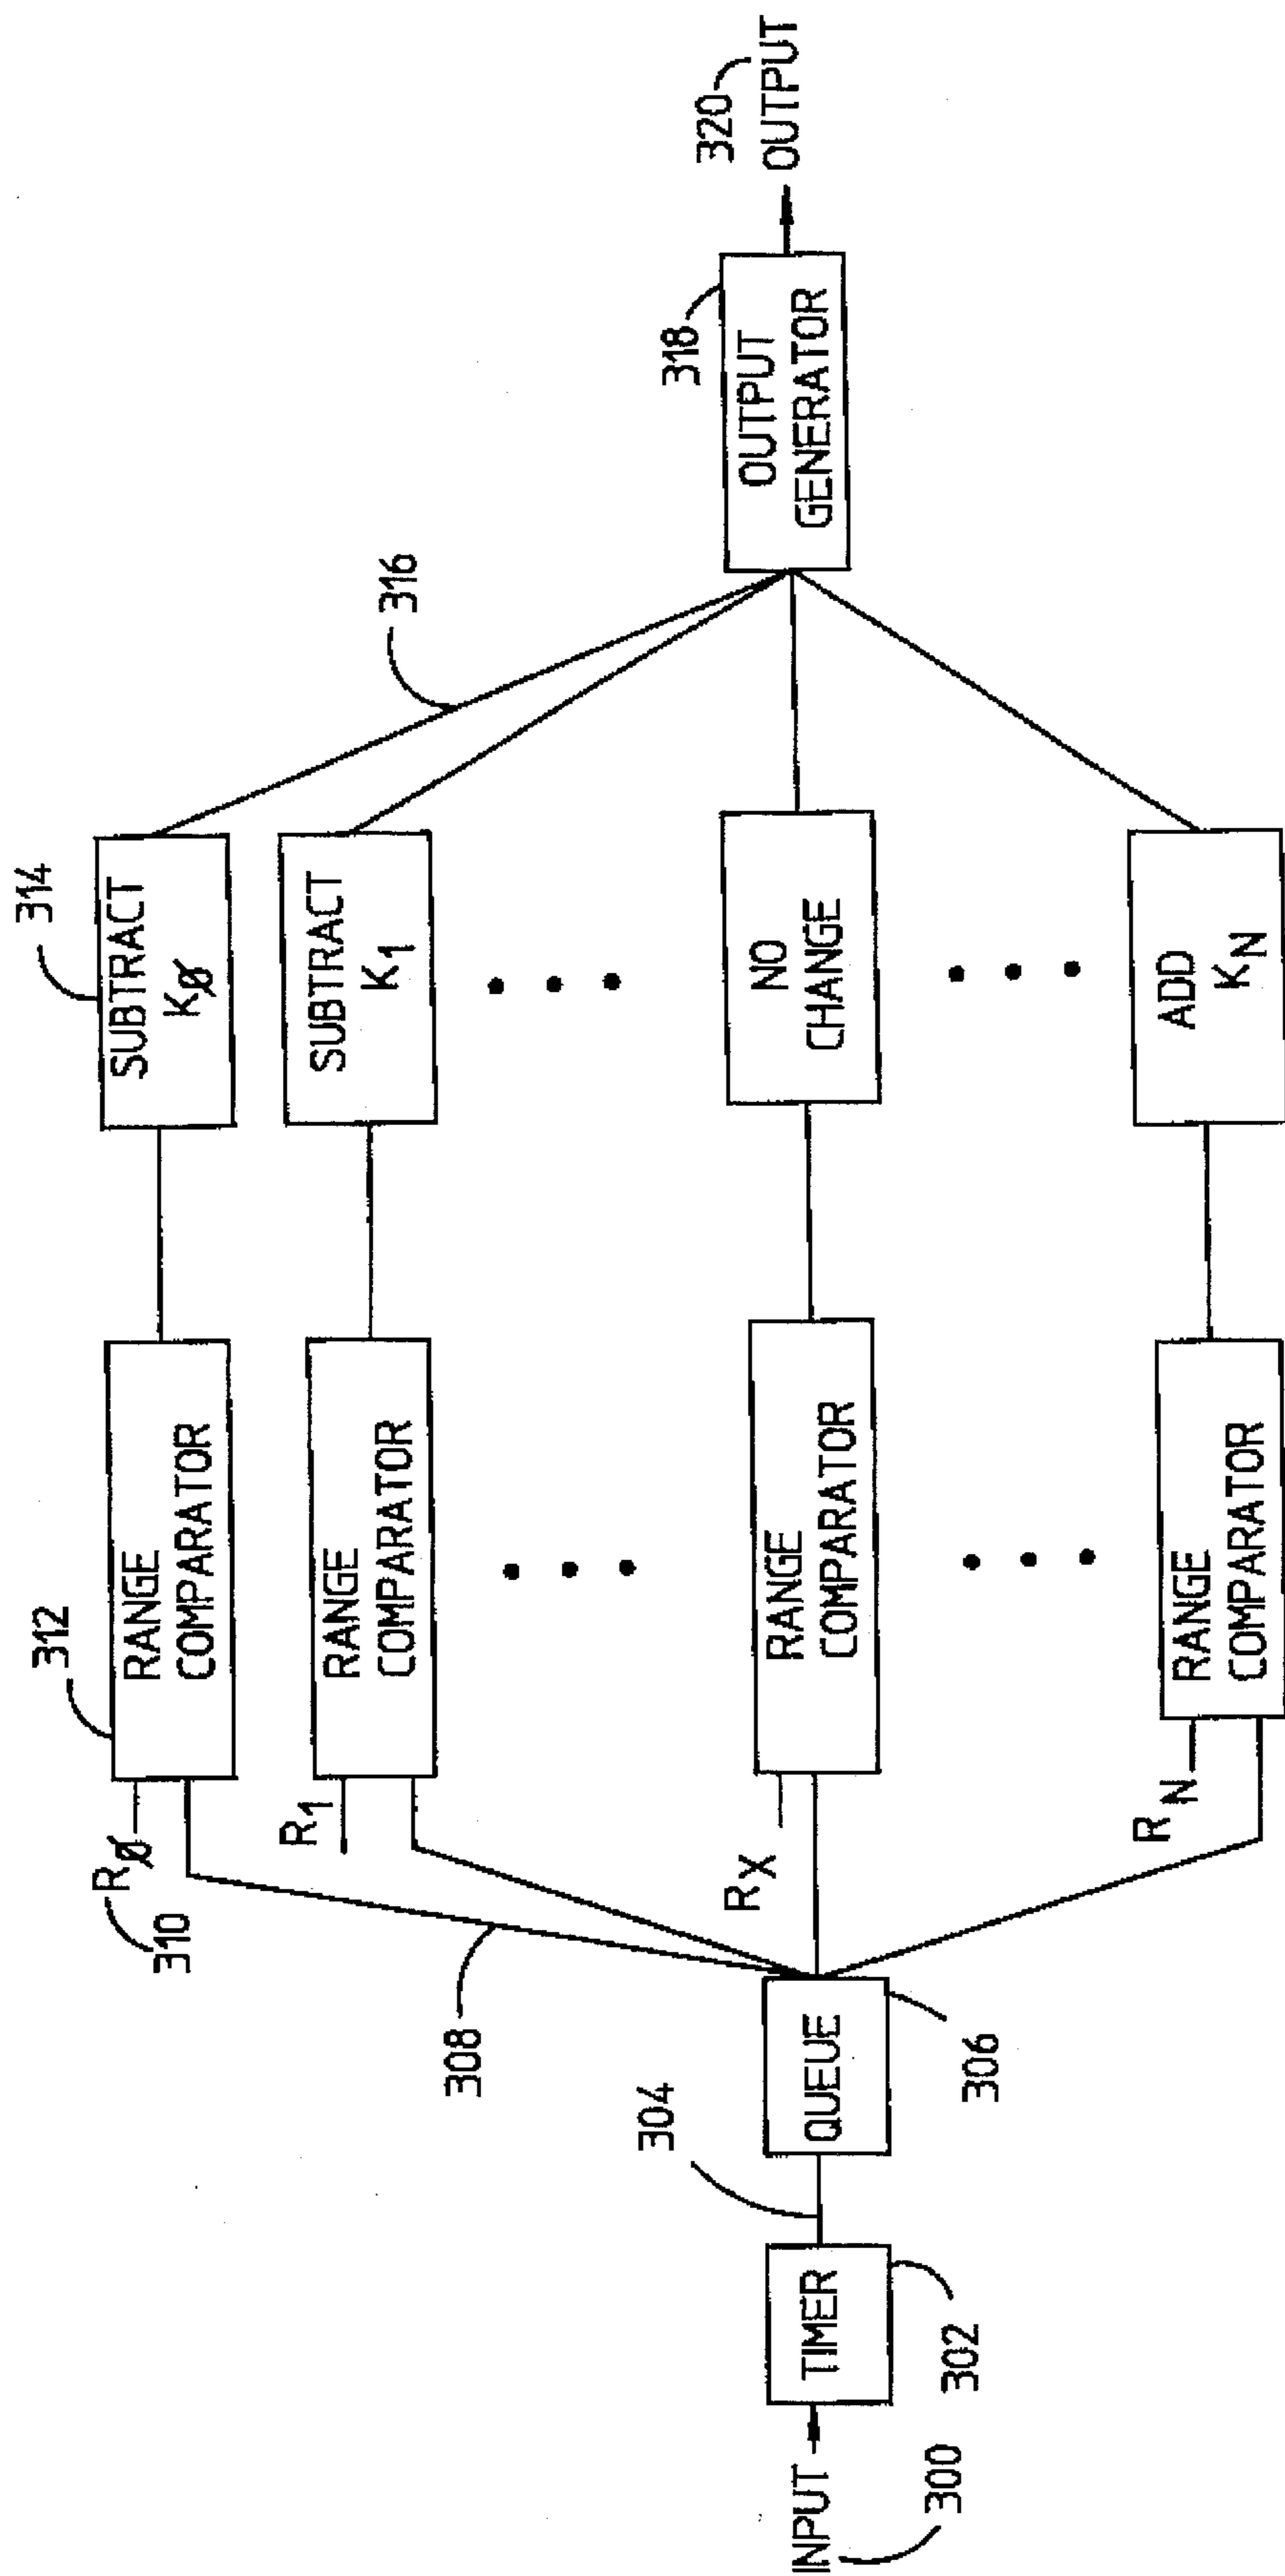 INPUT
300
TIMER
302
304
QUEUE
306
308
310
RØ
312
RANGE
COMPARATOR
314
SUBTRACT
KØ
R1
RANGE
COMPARATOR
SUBTRACT
K1
RX
RANGE
COMPARATOR
NO
CHANGE
RN
RANGE
COMPARATOR
ADD
KN
316
318
OUTPUT
GENERATOR
320
OUTPUT